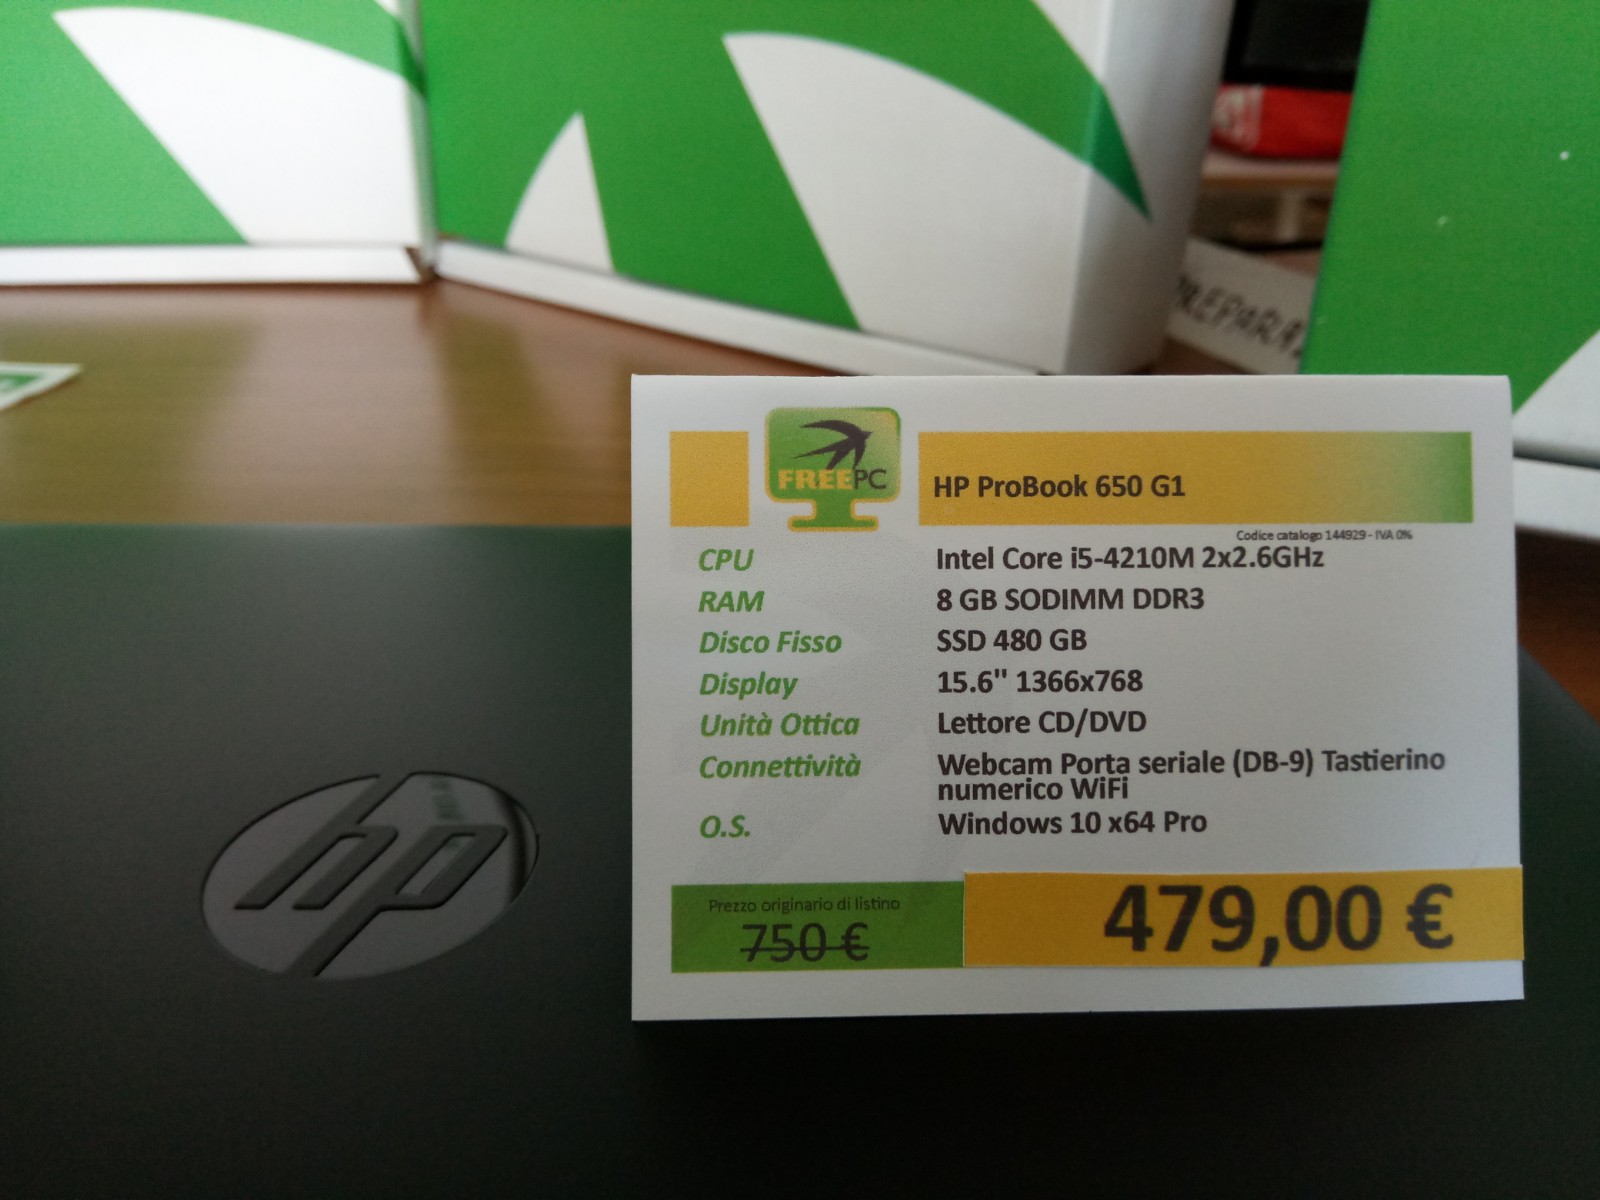 FREEPC
HP ProBook 650 G1
Codice catalogo 144929 - IVA 0%
CPU Intel Core i5-4210M 2x2.6GHz
RAM 8 GB SODIMM DDR3
Disco Fisso SSD 480 GB
Display 15.6" 1366x768
Unità Ottica Lettore CD/DVD
Connettività Webcam Porta seriale (DB-9) Tastierino
numerico WiFi
O.S. Windows 10 x64 Pro
Prezzo originario di listino
750 €
479,00 €
hp